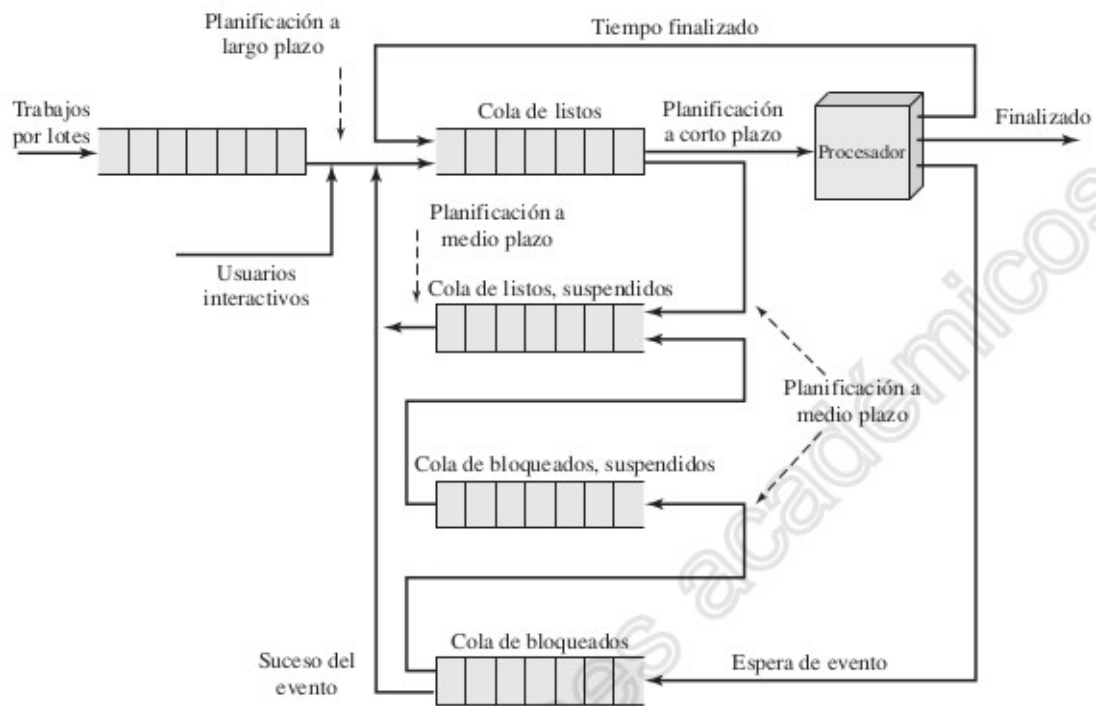 Planificación a
largo plazo
Tiempo finalizado
Trabajos
por lotes
Cola de listos
Planificación
a corto plazo
Procesador
Finalizado
Planificación a
medio plazo
Usuarios
interactivos
Cola de listos, suspendidos
Planificación a
medio plazo
Cola de bloqueados, suspendidos
Cola de bloqueados
Suceso del
evento
Espera de evento
es académicos